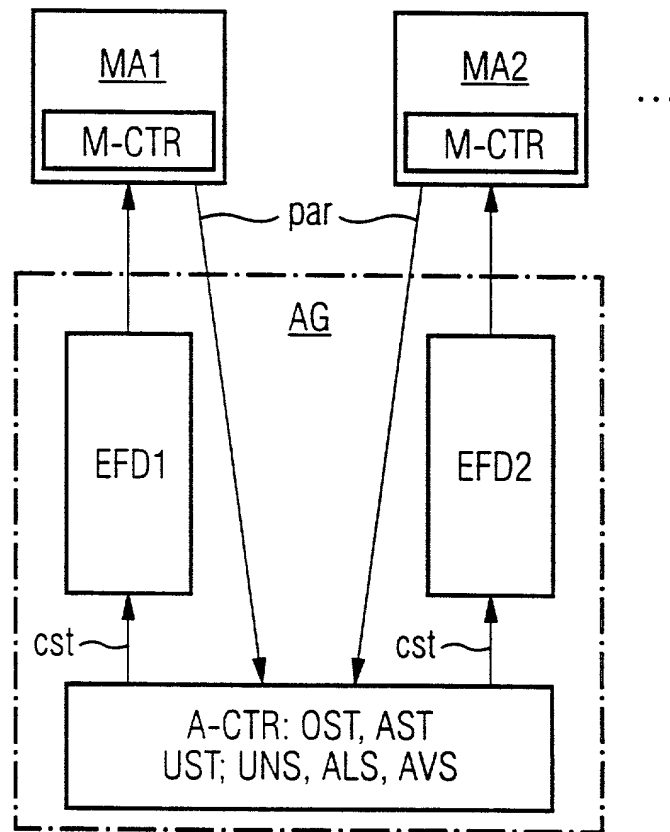 MA1
MA2
M-CTR
M-CTR
...
par
AG
EFD1
EFD2
cst
cst
A-CTR: OST, AST
UST; UNS, ALS, AVS